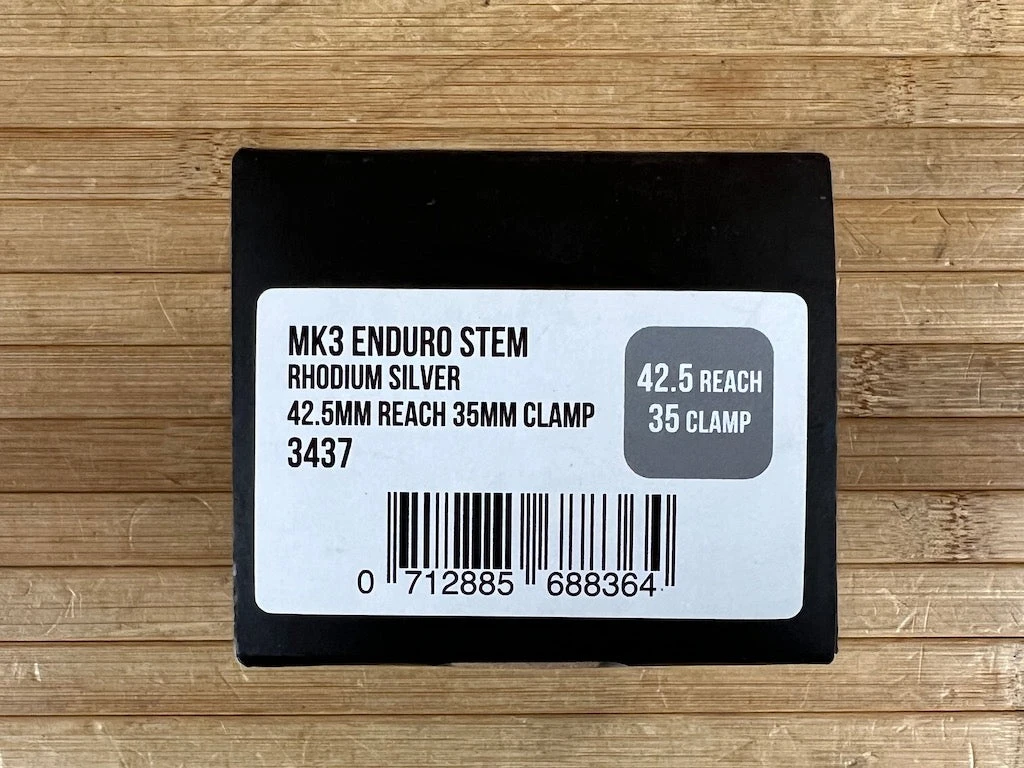 MK3 ENDURO STEM
RHODIUM SILVER
42.5MM REACH 35MM CLAMP
3437
42.5 REACH
35 CLAMP
0 712885 688364